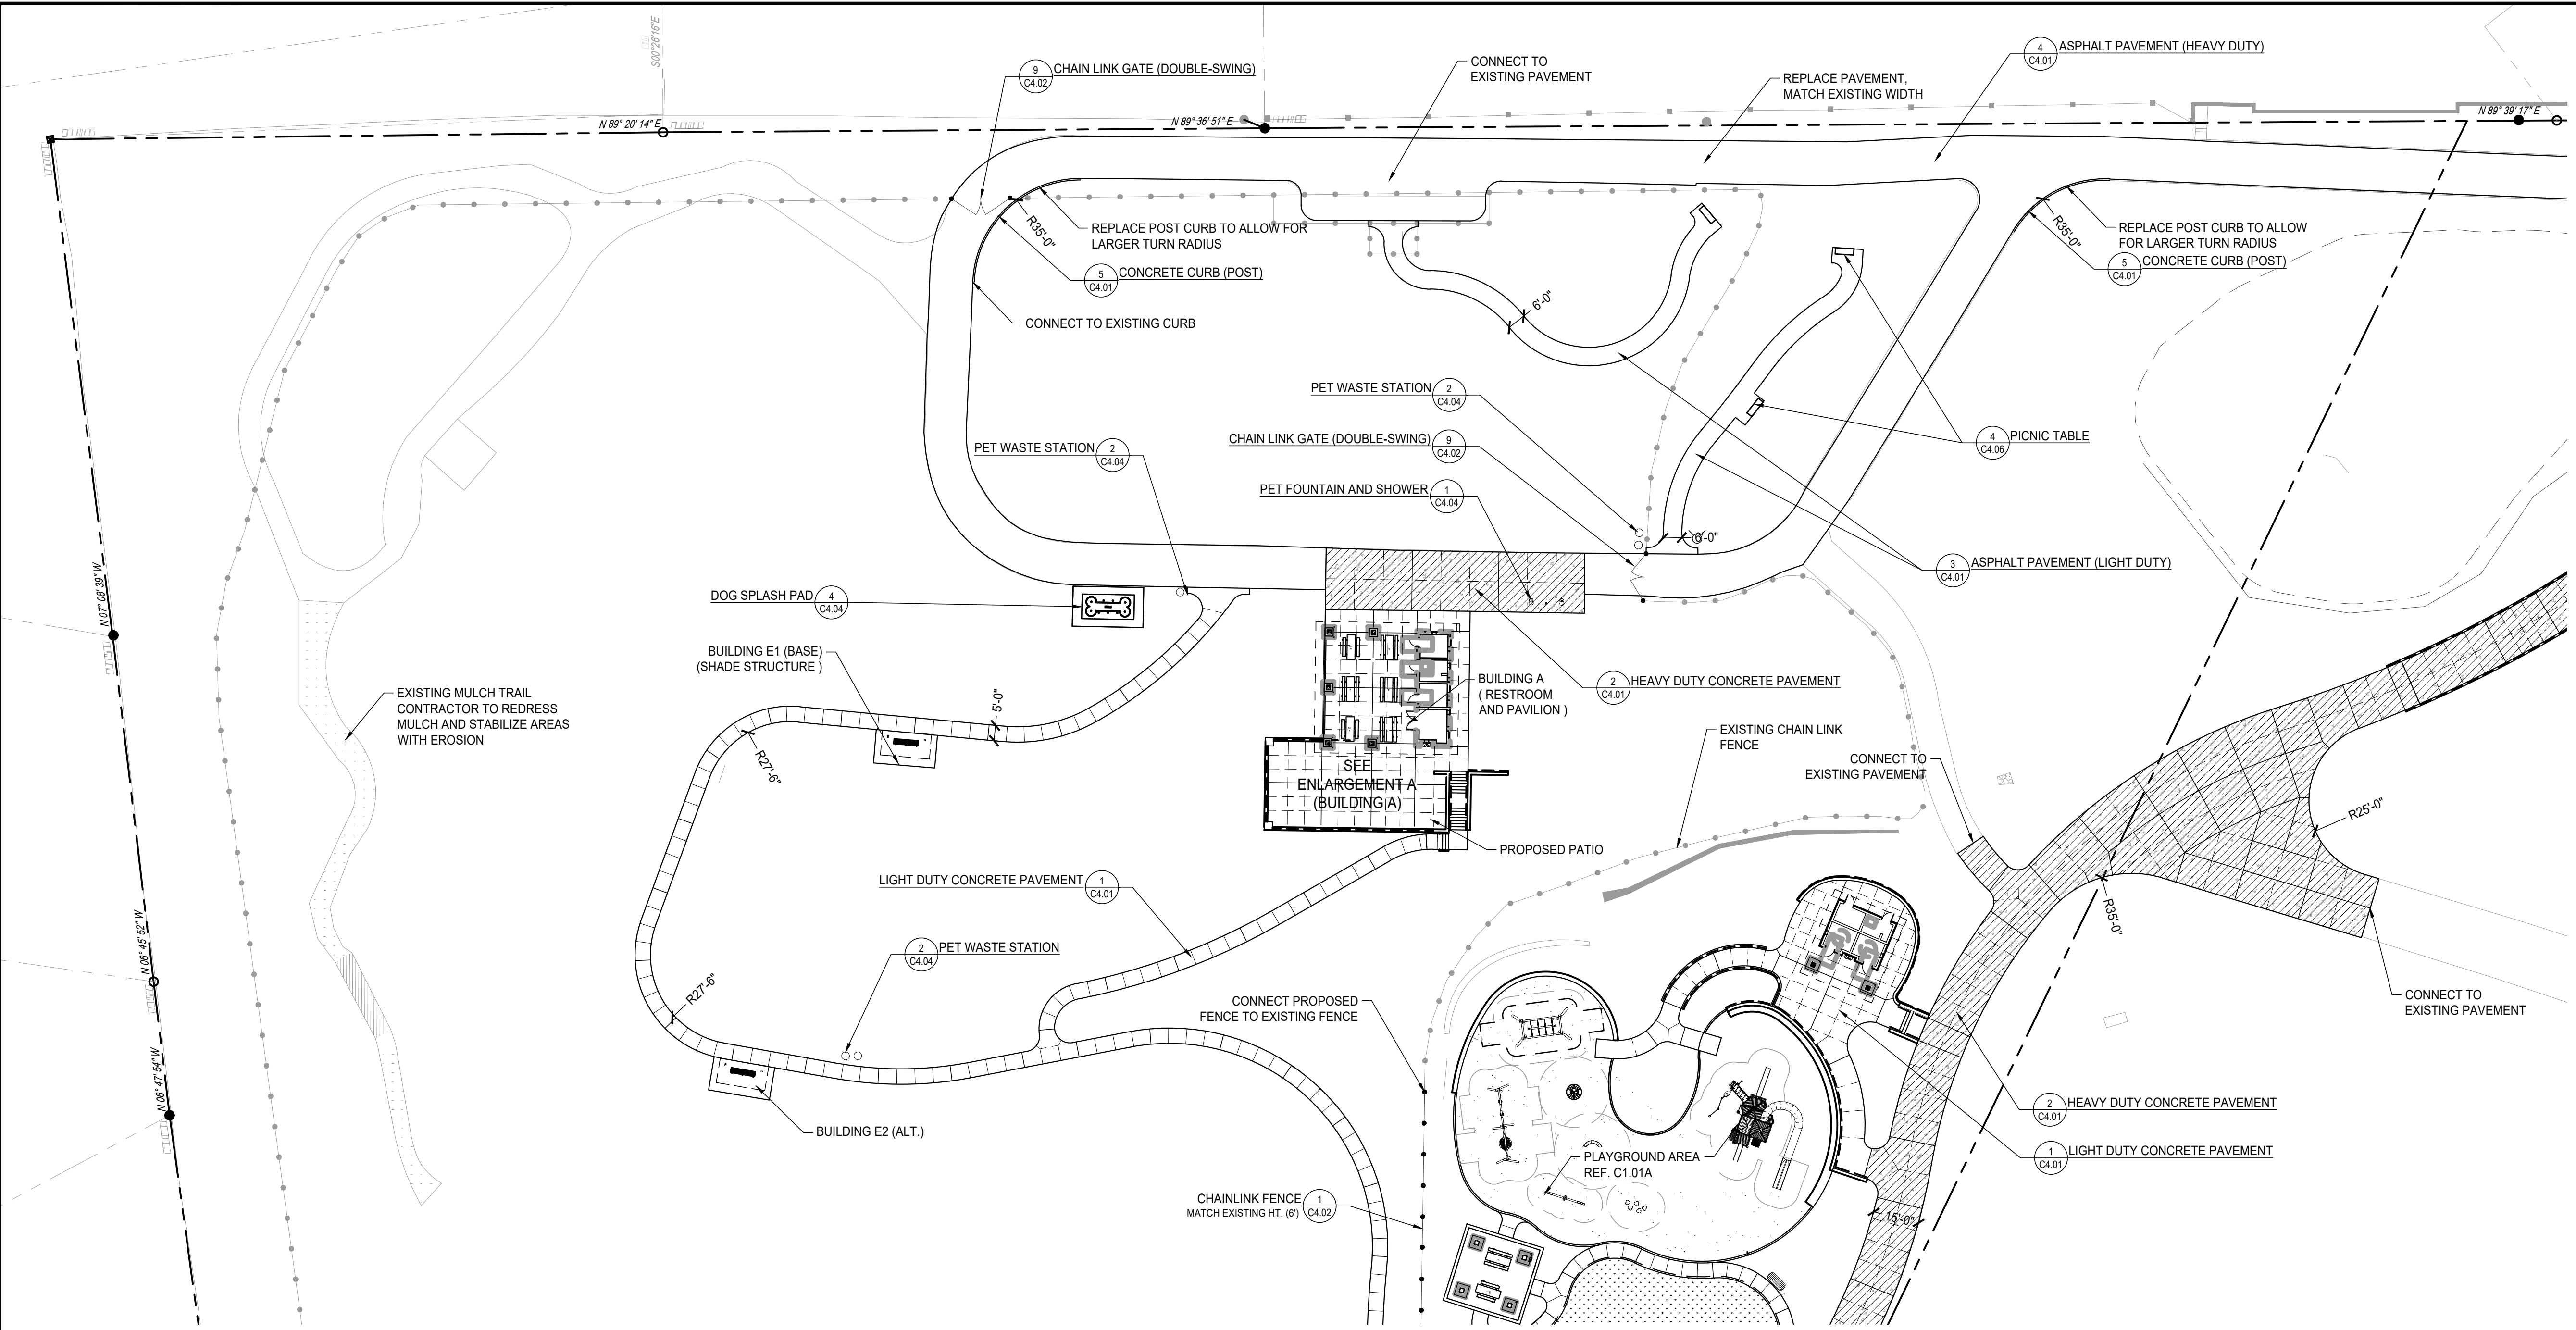 S00°26'16"E
9
C4.02
CHAIN LINK GATE (DOUBLE-SWING)
CONNECT TO
EXISTING PAVEMENT
REPLACE PAVEMENT,
MATCH EXISTING WIDTH
4
C4.01
ASPHALT PAVEMENT (HEAVY DUTY)
N 89° 20' 14" E
N 89° 36' 51" E
N 89° 39' 17" E
R35'-0"
REPLACE POST CURB TO ALLOW FOR
LARGER TURN RADIUS
5
C4.01
CONCRETE CURB (POST)
CONNECT TO EXISTING CURB
6'-0"
R35'-0"
REPLACE POST CURB TO ALLOW
FOR LARGER TURN RADIUS
5
C4.01
CONCRETE CURB (POST)
PET WASTE STATION
2
C4.04
CHAIN LINK GATE (DOUBLE-SWING)
9
C4.02
PET WASTE STATION
2
C4.04
PET FOUNTAIN AND SHOWER
1
C4.04
4
C4.06
PICNIC TABLE
6'-0"
3
C4.01
ASPHALT PAVEMENT (LIGHT DUTY)
N 07° 08' 39" W
DOG SPLASH PAD
4
C4.04
BUILDING E1 (BASE)
(SHADE STRUCTURE )
EXISTING MULCH TRAIL
CONTRACTOR TO REDRESS
MULCH AND STABILIZE AREAS
WITH EROSION
5'-0"
R27'-6"
BUILDING A
( RESTROOM
AND PAVILION )
2
C4.01
HEAVY DUTY CONCRETE PAVEMENT
EXISTING CHAIN LINK
FENCE
SEE
ENLARGEMENT A
(BUILDING A)
CONNECT TO
EXISTING PAVEMENT
R25'-0"
PROPOSED PATIO
LIGHT DUTY CONCRETE PAVEMENT
1
C4.01
N 06° 45' 52" W
2
C4.04
PET WASTE STATION
R35'-0"
R27'-6"
CONNECT PROPOSED
FENCE TO EXISTING FENCE
CONNECT TO
EXISTING PAVEMENT
N 06° 47' 54" W
BUILDING E2 (ALT.)
2
C4.01
HEAVY DUTY CONCRETE PAVEMENT
1
C4.01
LIGHT DUTY CONCRETE PAVEMENT
PLAYGROUND AREA
REF. C1.01A
CHAINLINK FENCE
MATCH EXISTING HT. (6')
1
C4.02
15'-0"